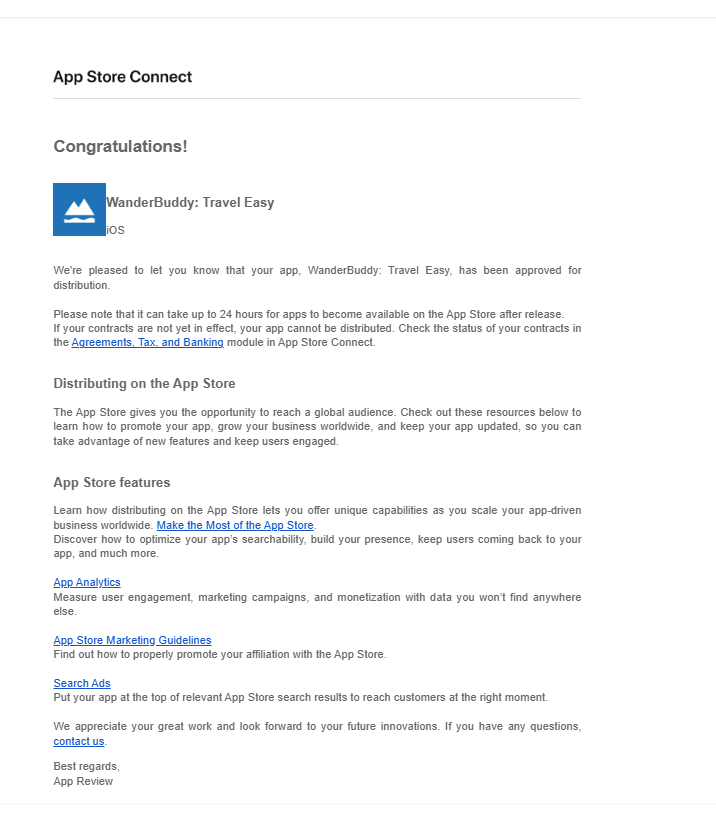 App Store Connect
Congratulations!
WanderBuddy: Travel Easy
iOS
We're pleased to let you know that your app, WanderBuddy: Travel Easy, has been approved for
distribution.
Please note that it can take up to 24 hours for apps to become available on the App Store after release.
If your contracts are not yet in effect, your app cannot be distributed. Check the status of your contracts in
the Agreements, Tax, and Banking module in App Store Connect.
Distributing on the App Store
The App Store gives you the opportunity to reach a global audience. Check out these resources below to
learn how to promote your app, grow your business worldwide, and keep your app updated, so you can
take advantage of new features and keep users engaged.
App Store features
Learn how distributing on the App Store lets you offer unique capabilities as you scale your app-driven
business worldwide. Make the Most of the App Store.
Discover how to optimize your app's searchability, build your presence, keep users coming back to your
app, and much more.
App Analytics
Measure user engagement, marketing campaigns, and monetization with data you won't find anywhere
else.
App Store Marketing Guidelines
Find out how to properly promote your affiliation with the App Store.
Search Ads
Put your app at the top of relevant App Store search results to reach customers at the right moment.
We appreciate your great work and look forward to your future innovations. If you have any questions,
contact us.
Best regards,
App Review